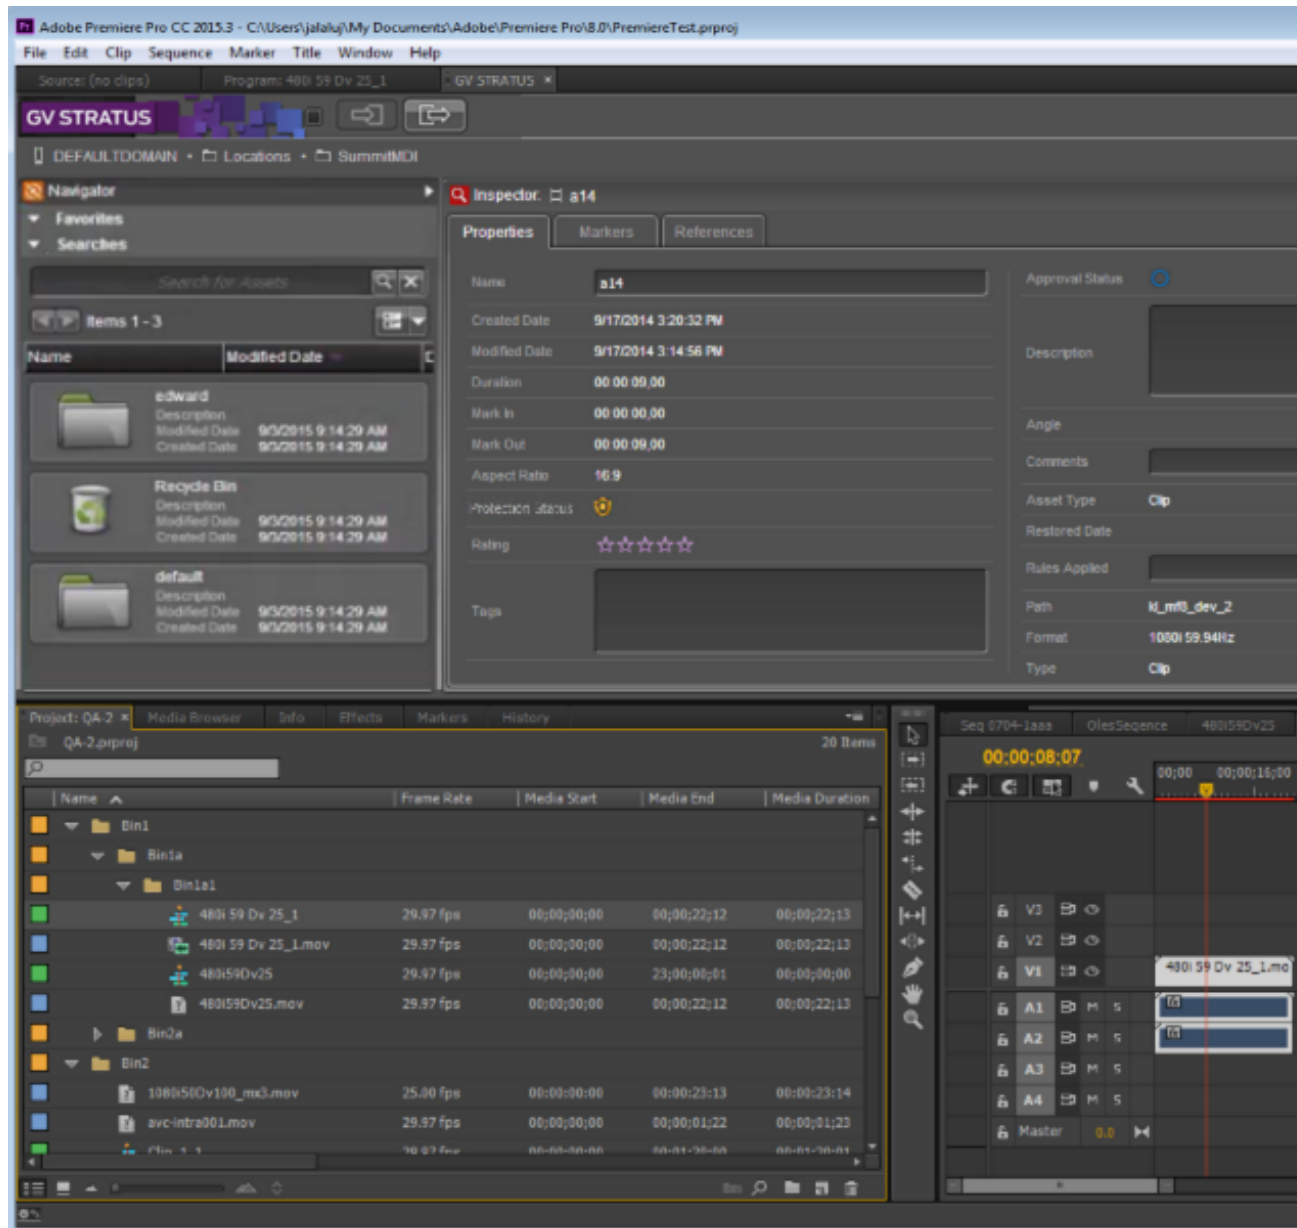 Adobe Premiere Pro CC 2015.3 - C:\Users\jalaluj\My Documents\Adobe\Premiere Pro\8.0\PremiereTest.prproj
File Edit Clip Sequence Marker Title Window Help
Source: (no clips) Program: 480i 59 Dv 25_1 GV STRATUS ×
GV STRATUS
DEFAULTDOMAIN • Locations • SummitMDI
Navigator
Favorites
Searches
Search for Assets
Items 1 - 3
Name Modified Date
edward
Description
Modified Date 9/3/2015 9:14:29 AM
Created Date 9/3/2015 9:14:29 AM
Recycle Bin
Description
Modified Date 9/3/2015 9:14:29 AM
Created Date 9/3/2015 9:14:29 AM
default
Description
Modified Date 9/3/2015 9:14:29 AM
Created Date 9/3/2015 9:14:29 AM
Inspector: a14
Properties Markers References
Name a14
Created Date 9/17/2014 3:20:32 PM
Modified Date 9/17/2014 3:14:56 PM
Duration 00:00:09,00
Mark In 00:00:00,00
Mark Out 00:00:09,00
Aspect Ratio 16:9
Protection Status
Rating
Tags
Approval Status
Description
Angle
Comments
Asset Type Clip
Restored Date
Rules Applied
Path kl_mf8_dev_2
Format 1080i 59.94Hz
Type Clip
Project: QA-2 × Media Browser Info Effects Markers History
QA-2.prproj 20 Items
Name Frame Rate Media Start Media End Media Duration
Bin1
Bin1a
Bin1a1
480i 59 Dv 25_1 29.97 fps 00;00;00;00 00;00;22;12 00;00;22;13
480i 59 Dv 25_1.mov 29.97 fps 00;00;00;00 00;00;22;12 00;00;22;13
480i59Dv25 29.97 fps 00;00;00;00 23;00;00;01 00;00;00;00
480i59Dv25.mov 29.97 fps 00;00;00;00 00;00;22;12 00;00;22;13
Bin2a
Bin2
1080i50Dv100_mx3.mov 25.00 fps 00:00:00:00 00:00:23:13 00:00:23:14
avc-intra001.mov 29.97 fps 00;00;00;00 00;00;01;22 00;00;01;23
Clip_1_1 29.97 fps
Seq 0704-1aaa OlesSeqence 480i59Dv25
00;00;08;07
00;00 00;00;16;00
V3
V2
V1 480i 59 Dv 25_1.mo
A1 M S
A2 M S
A3 M S
A4 M S
Master 0.0